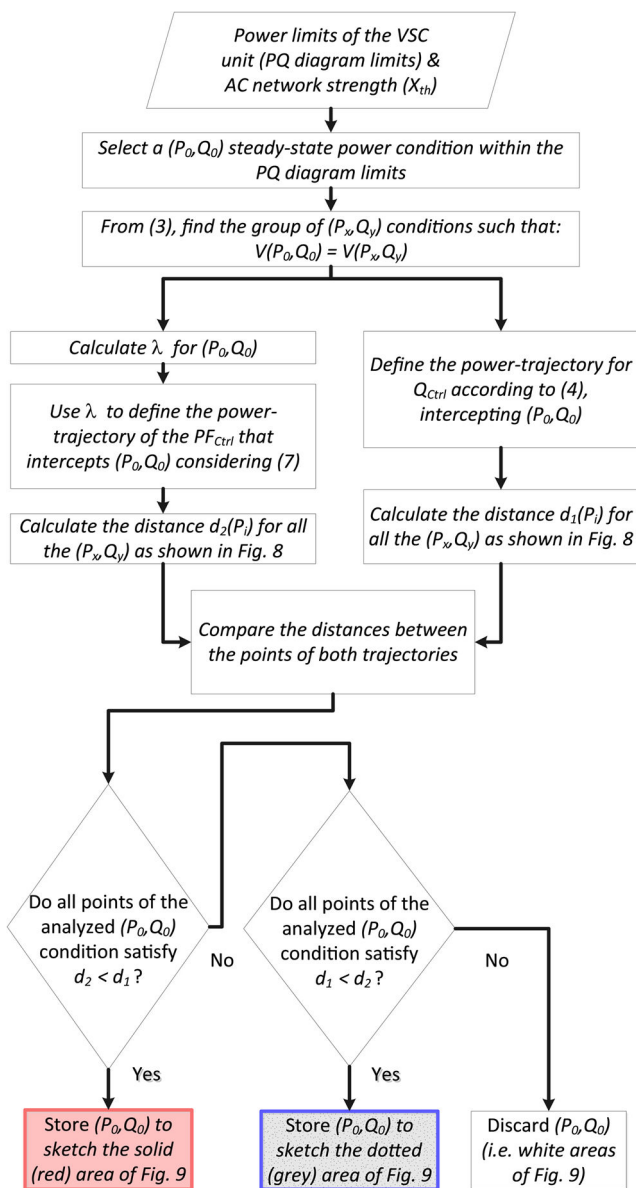 Power limits of the VSC
unit (PQ diagram limits) &
AC network strength (Xth)
Select a (P0,Q0) steady-state power condition within the
PQ diagram limits
From (3), find the group of (Px,Qy) conditions such that:
V(P0,Q0) = V(Px,Qy)
Calculate λ for (P0,Q0)
Use λ to define the power-
trajectory of the PFCtrl that
intercepts (P0,Q0) considering (7)
Calculate the distance d2(Pi) for all
the (Px,Qy) as shown in Fig. 8
Define the power-trajectory for
QCtrl according to (4),
intercepting (P0,Q0)
Calculate the distance d1(Pi) for
all the (Px,Qy) as shown in Fig. 8
Compare the distances between
the points of both trajectories
Do all points of the
analyzed (P0,Q0)
condition satisfy
d2 < d1?
No
Yes
Do all points of the
analyzed (P0,Q0)
condition satisfy
d1 < d2?
No
Yes
Store (P0,Q0) to
sketch the solid
(red) area of Fig. 9
Store (P0,Q0) to
sketch the dotted
(grey) area of Fig. 9
Discard (P0,Q0)
(i.e. white areas
of Fig. 9)